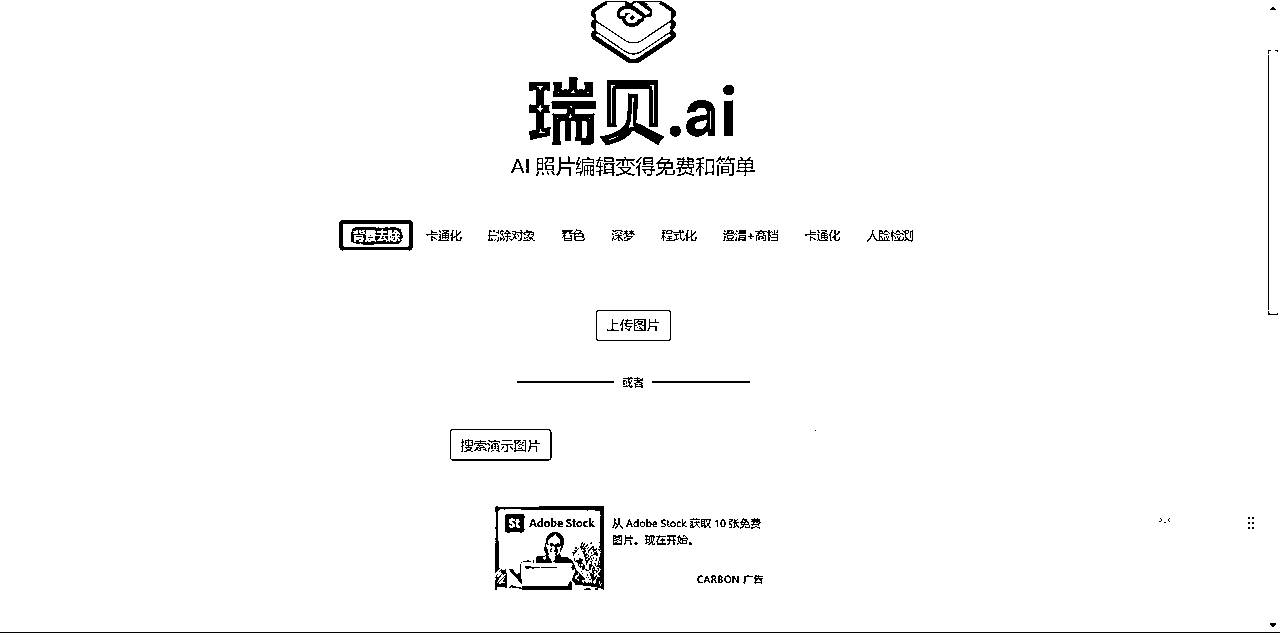 瑞贝.ai
AI 照片编辑变得免费和简单
背景去除 卡通化 删除对象 着色 深梦 程式化 澄清+高档 卡通化 人脸检测
上传图片
或者
搜索演示图片
St Adobe Stock
从 Adobe Stock 获取 10 张免费
图片。现在开始。
CARBON 广告